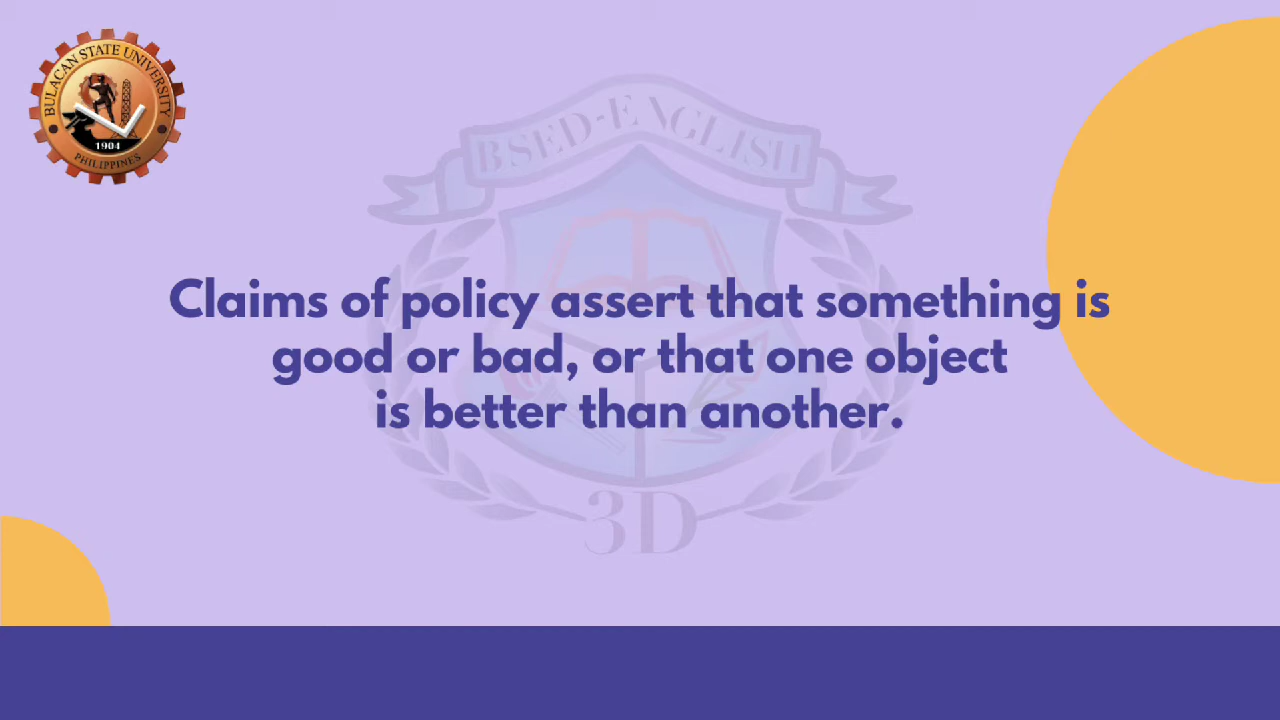 BULACAN STATE UNIVERSITY
1904
PHILIPPINES
BSED-ENGLISH
Claims of policy assert that something is
good or bad, or that one object
is better than another.
3D